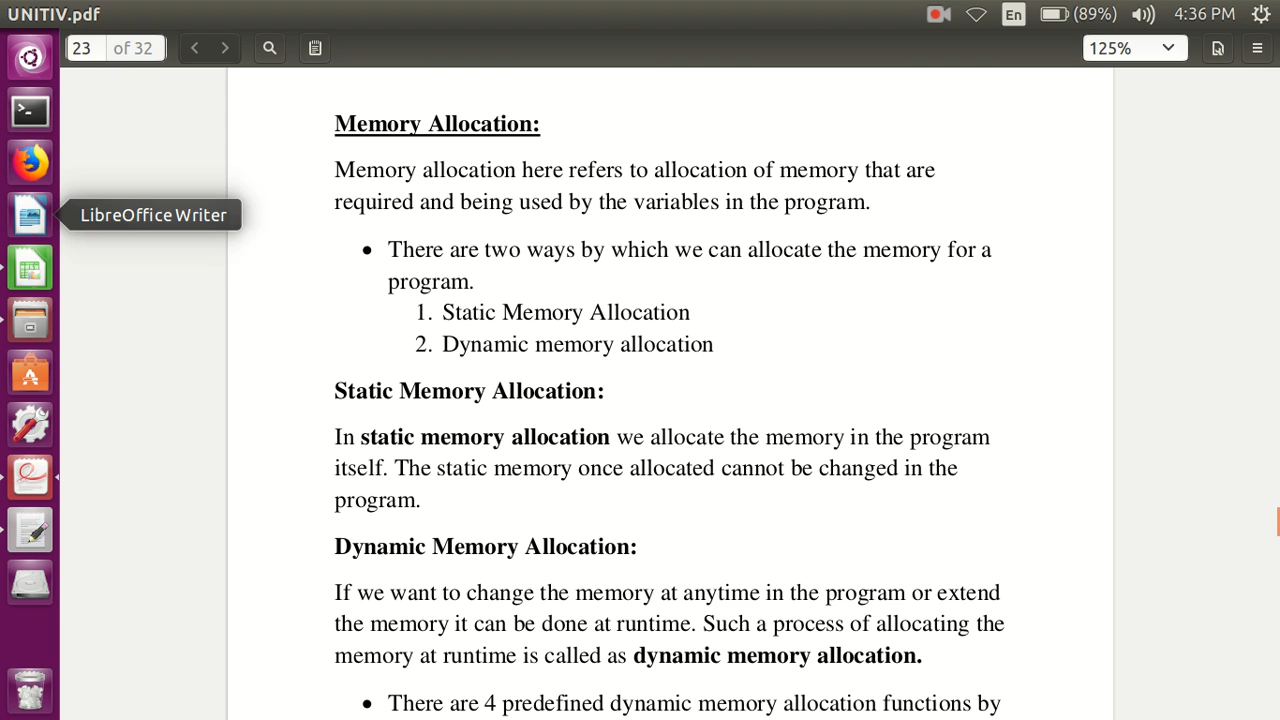 UNITIV.pdf
En
(89%)
4:36 PM
23 of 32
125%
LibreOffice Writer
Memory Allocation:
Memory allocation here refers to allocation of memory that are
required and being used by the variables in the program.
• There are two ways by which we can allocate the memory for a
program.
1. Static Memory Allocation
2. Dynamic memory allocation
Static Memory Allocation:
In static memory allocation we allocate the memory in the program
itself. The static memory once allocated cannot be changed in the
program.
Dynamic Memory Allocation:
If we want to change the memory at anytime in the program or extend
the memory it can be done at runtime. Such a process of allocating the
memory at runtime is called as dynamic memory allocation.
• There are 4 predefined dynamic memory allocation functions by